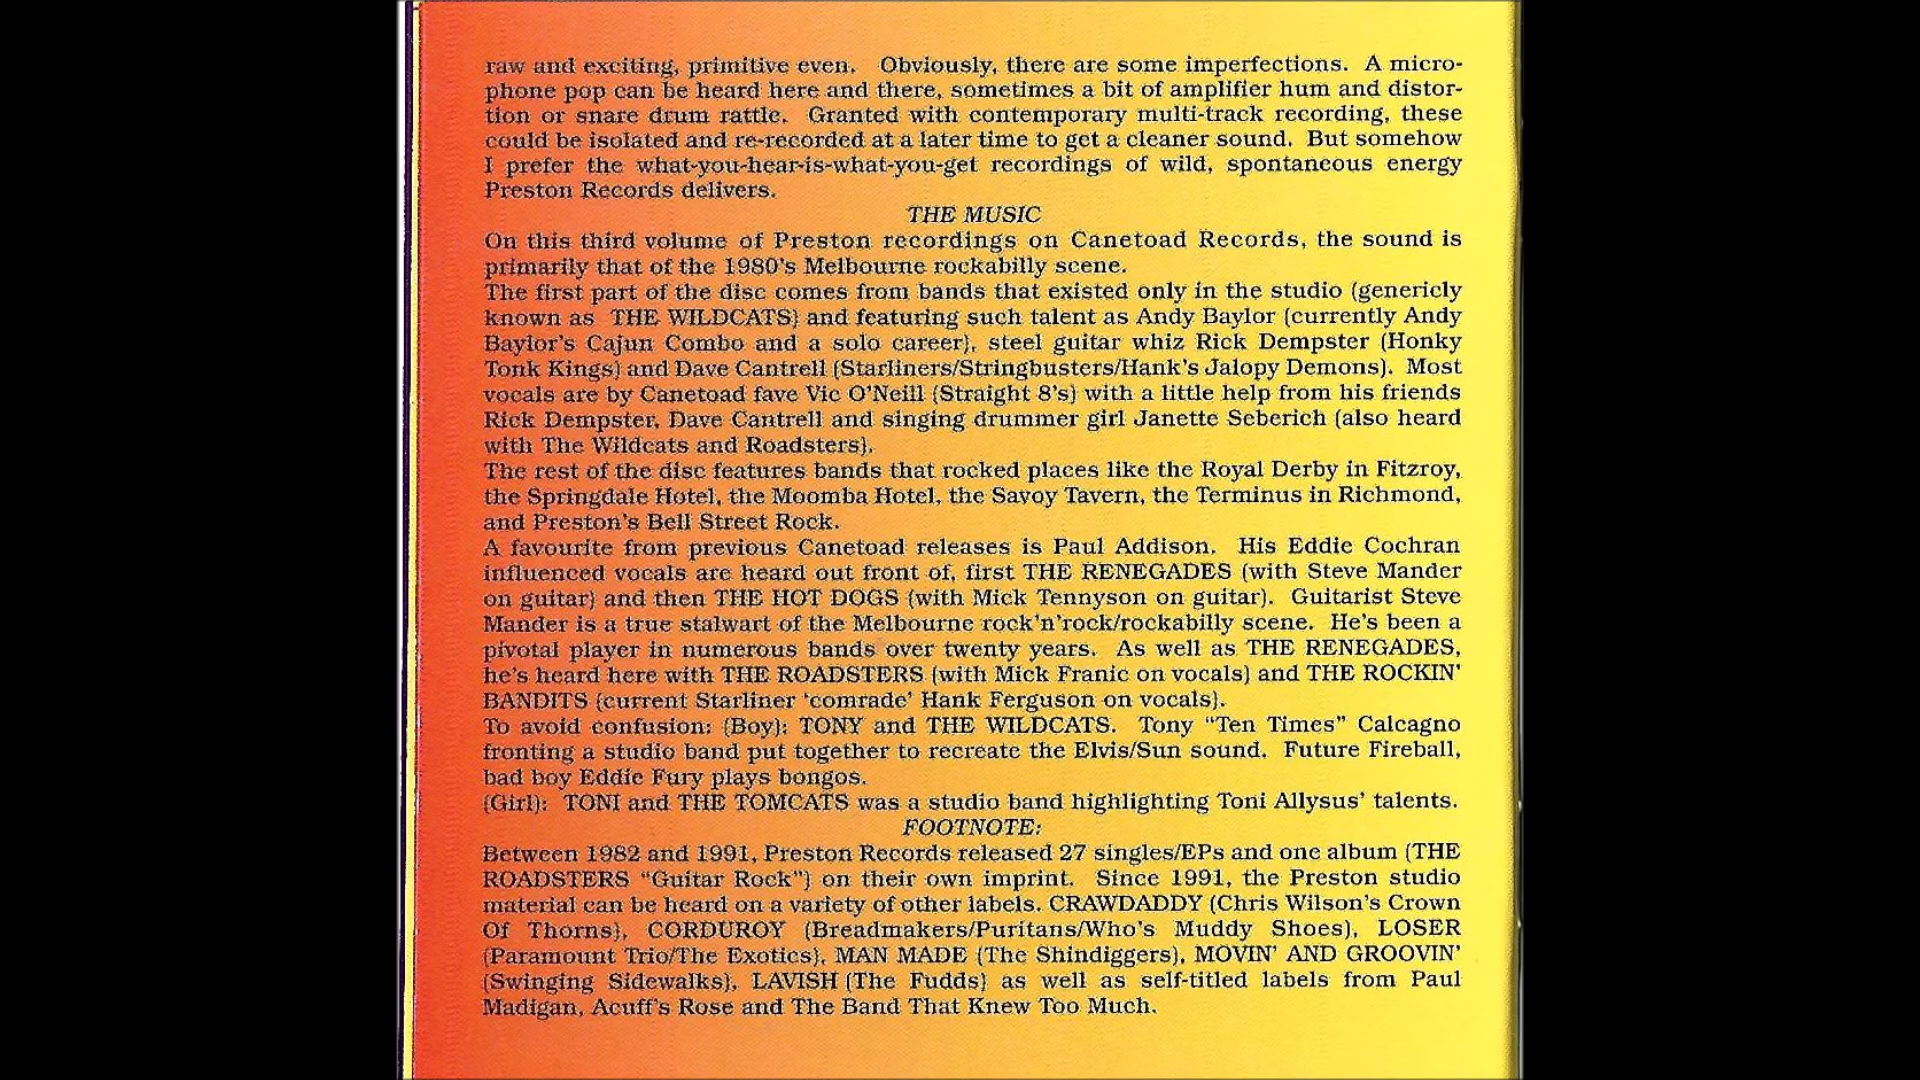 raw and exciting, primitive even. Obviously, there are some imperfections. A micro-
phone pop can be heard here and there, sometimes a bit of amplifier hum and distor-
tion or snare drum rattle. Granted with contemporary multi-track recording, these
could be isolated and re-recorded at a later time to get a cleaner sound. But somehow
I prefer the what-you-hear-is-what-you-get recordings of wild, spontaneous energy
Preston Records delivers.
THE MUSIC
On this third volume of Preston recordings on Canetoad Records, the sound is
primarily that of the 1980's Melbourne rockabilly scene.
The first part of the disc comes from bands that existed only in the studio (genericly
known as THE WILDCATS) and featuring such talent as Andy Baylor (currently Andy
Baylor's Cajun Combo and a solo career), steel guitar whiz Rick Dempster (Honky
Tonk Kings) and Dave Cantrell (Starliners/Stringbusters/Hank's Jalopy Demons). Most
vocals are by Canetoad fave Vic O'Neill (Straight 8's) with a little help from his friends
Rick Dempster, Dave Cantrell and singing drummer girl Janette Seberich (also heard
with The Wildcats and Roadsters).
The rest of the disc features bands that rocked places like the Royal Derby in Fitzroy,
the Springdale Hotel, the Moomba Hotel, the Savoy Tavern, the Terminus in Richmond,
and Preston's Bell Street Rock.
A favourite from previous Canetoad releases is Paul Addison. His Eddie Cochran
influenced vocals are heard out front of, first THE RENEGADES (with Steve Mander
on guitar) and then THE HOT DOGS (with Mick Tennyson on guitar). Guitarist Steve
Mander is a true stalwart of the Melbourne rock'n'rock/rockabilly scene. He's been a
pivotal player in numerous bands over twenty years. As well as THE RENEGADES,
he's heard here with THE ROADSTERS (with Mick Franic on vocals) and THE ROCKIN'
BANDITS (current Starliner 'comrade' Hank Ferguson on vocals).
To avoid confusion: (Boy): TONY and THE WILDCATS. Tony "Ten Times" Calcagno
fronting a studio band put together to recreate the Elvis/Sun sound. Future Fireball,
bad boy Eddie Fury plays bongos.
(Girl): TONI and THE TOMCATS was a studio band highlighting Toni Allysus' talents.
FOOTNOTE:
Between 1982 and 1991, Preston Records released 27 singles/EPs and one album (THE
ROADSTERS "Guitar Rock") on their own imprint. Since 1991, the Preston studio
material can be heard on a variety of other labels. CRAWDADDY (Chris Wilson's Crown
Of Thorns), CORDUROY (Breadmakers/Puritans/Who's Muddy Shoes), LOSER
(Paramount Trio/The Exotics), MAN MADE (The Shindiggers), MOVIN' AND GROOVIN'
(Swinging Sidewalks), LAVISH (The Fudds) as well as self-titled labels from Paul
Madigan, Acuff's Rose and The Band That Knew Too Much.